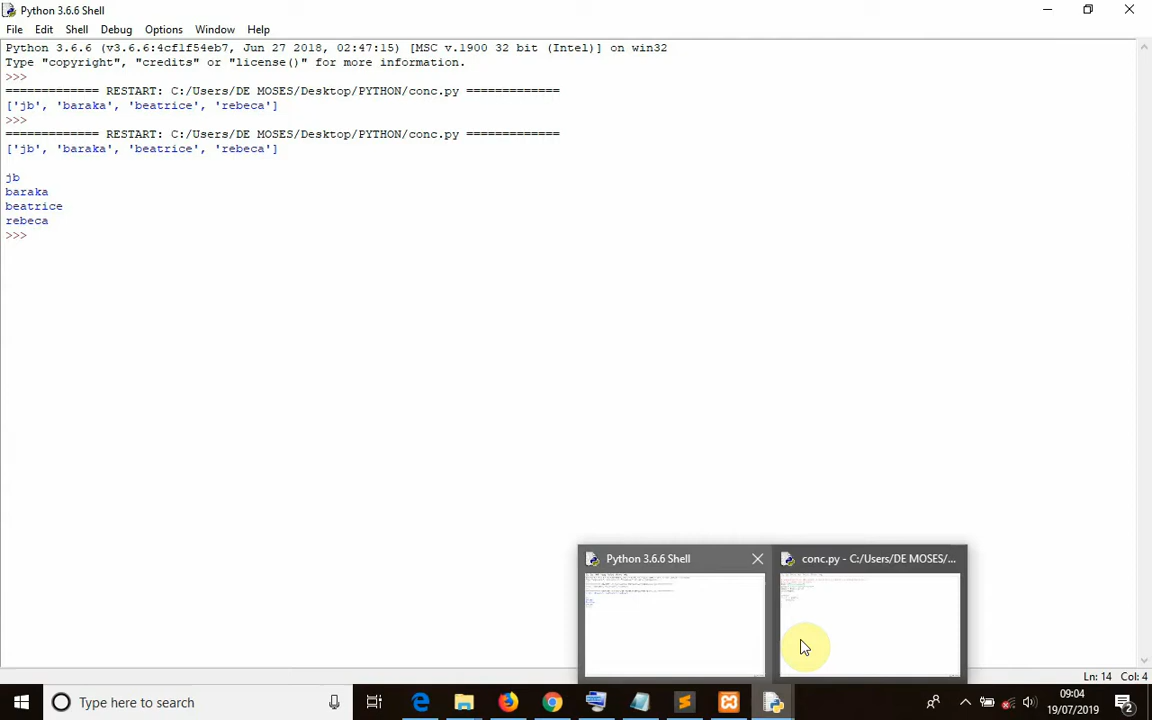 Python 3.6.6 Shell
File Edit Shell Debug Options Window Help
Python 3.6.6 (v3.6.6:4cf1f54eb7, Jun 27 2018, 02:47:15) [MSC v.1900 32 bit (Intel)] on win32
Type "copyright", "credits" or "license()" for more information.
>>>
============= RESTART: C:/Users/DE MOSES/Desktop/PYTHON/conc.py =============
['jb', 'baraka', 'beatrice', 'rebeca']
>>>
============= RESTART: C:/Users/DE MOSES/Desktop/PYTHON/conc.py =============
['jb', 'baraka', 'beatrice', 'rebeca']
jb
baraka
beatrice
rebeca
>>>
Python 3.6.6 Shell
conc.py - C:/Users/DE MOSES/...
Ln: 14 Col: 4
Type here to search
09:04
19/07/2019
2